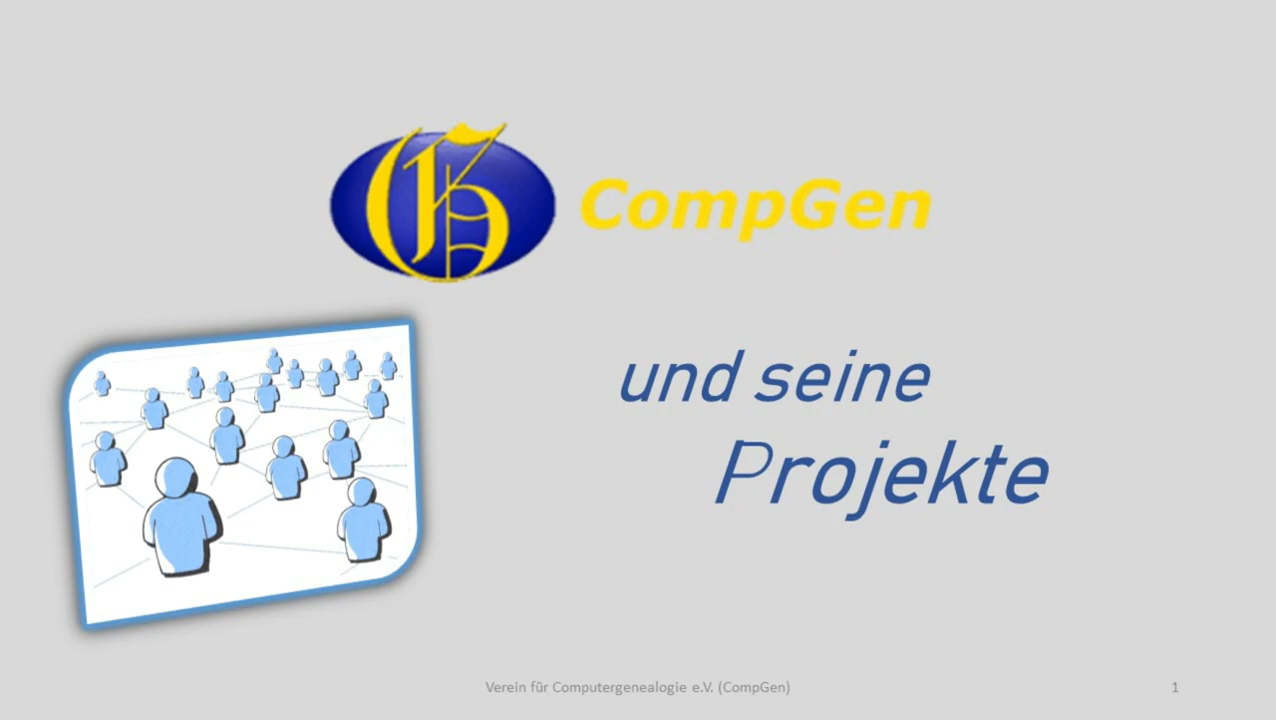 CompGen
und seine
Projekte
Verein für Computergenealogie e.V. (CompGen)
1